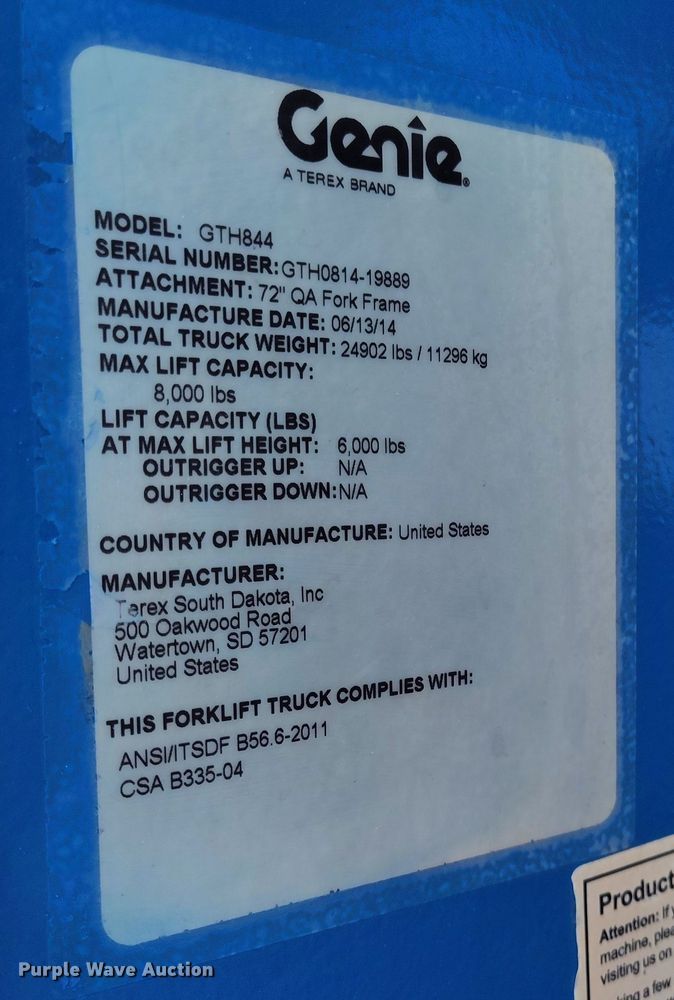 Genie®
A TEREX BRAND
MODEL: GTH844
SERIAL NUMBER: GTH0814-19889
ATTACHMENT: 72" QA Fork Frame
MANUFACTURE DATE: 06/13/14
TOTAL TRUCK WEIGHT: 24902 lbs / 11296 kg
MAX LIFT CAPACITY:
8,000 lbs
LIFT CAPACITY (LBS)
AT MAX LIFT HEIGHT: 6,000 lbs
OUTRIGGER UP: N/A
OUTRIGGER DOWN: N/A
COUNTRY OF MANUFACTURE: United States
MANUFACTURER:
Terex South Dakota, Inc
500 Oakwood Road
Watertown, SD 57201
United States
THIS FORKLIFT TRUCK COMPLIES WITH:
ANSI/ITSDF B56.6-2011
CSA B335-04
Product
Attention: If
machine, plea
visiting us on
a few
Purple Wave Auction